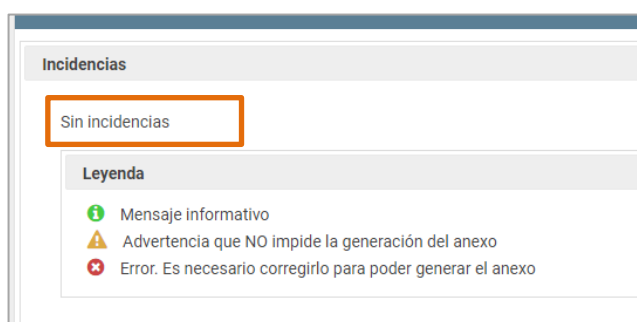 Incidencias
Sin incidencias
Leyenda
Mensaje informativo
Advertencia que NO impide la generación del anexo
Error. Es necesario corregirlo para poder generar el anexo